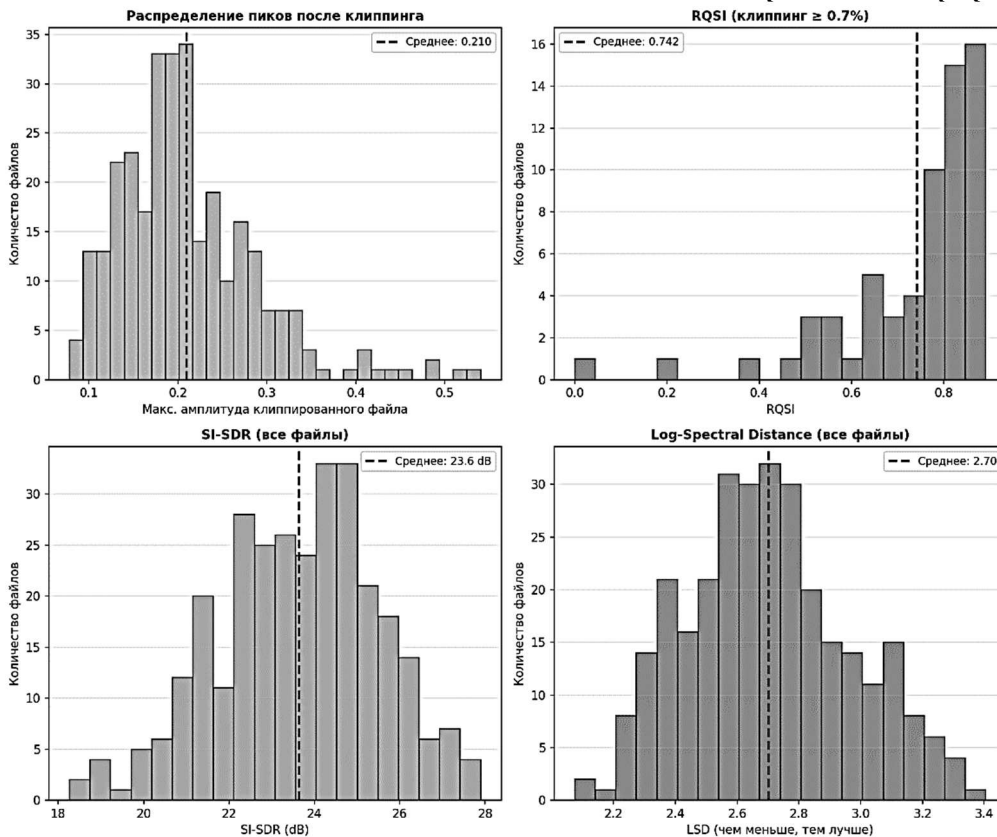 Распределение пиков после клиппинга
Среднее: 0.210
Количество файлов
35
30
25
20
15
10
5
0
0.1 0.2 0.3 0.4 0.5
Макс. амплитуда клиппированного файла
RQSI (клиппинг ≥ 0.7%)
Среднее: 0.742
Количество файлов
16
14
12
10
8
6
4
2
0
0.0 0.2 0.4 0.6 0.8
RQSI
SI-SDR (все файлы)
Среднее: 23.6 dB
Количество файлов
30
25
20
15
10
5
0
18 20 22 24 26 28
SI-SDR (dB)
Log-Spectral Distance (все файлы)
Среднее: 2.70
Количество файлов
30
25
20
15
10
5
0
2.2 2.4 2.6 2.8 3.0 3.2 3.4
LSD (чем меньше, тем лучше)